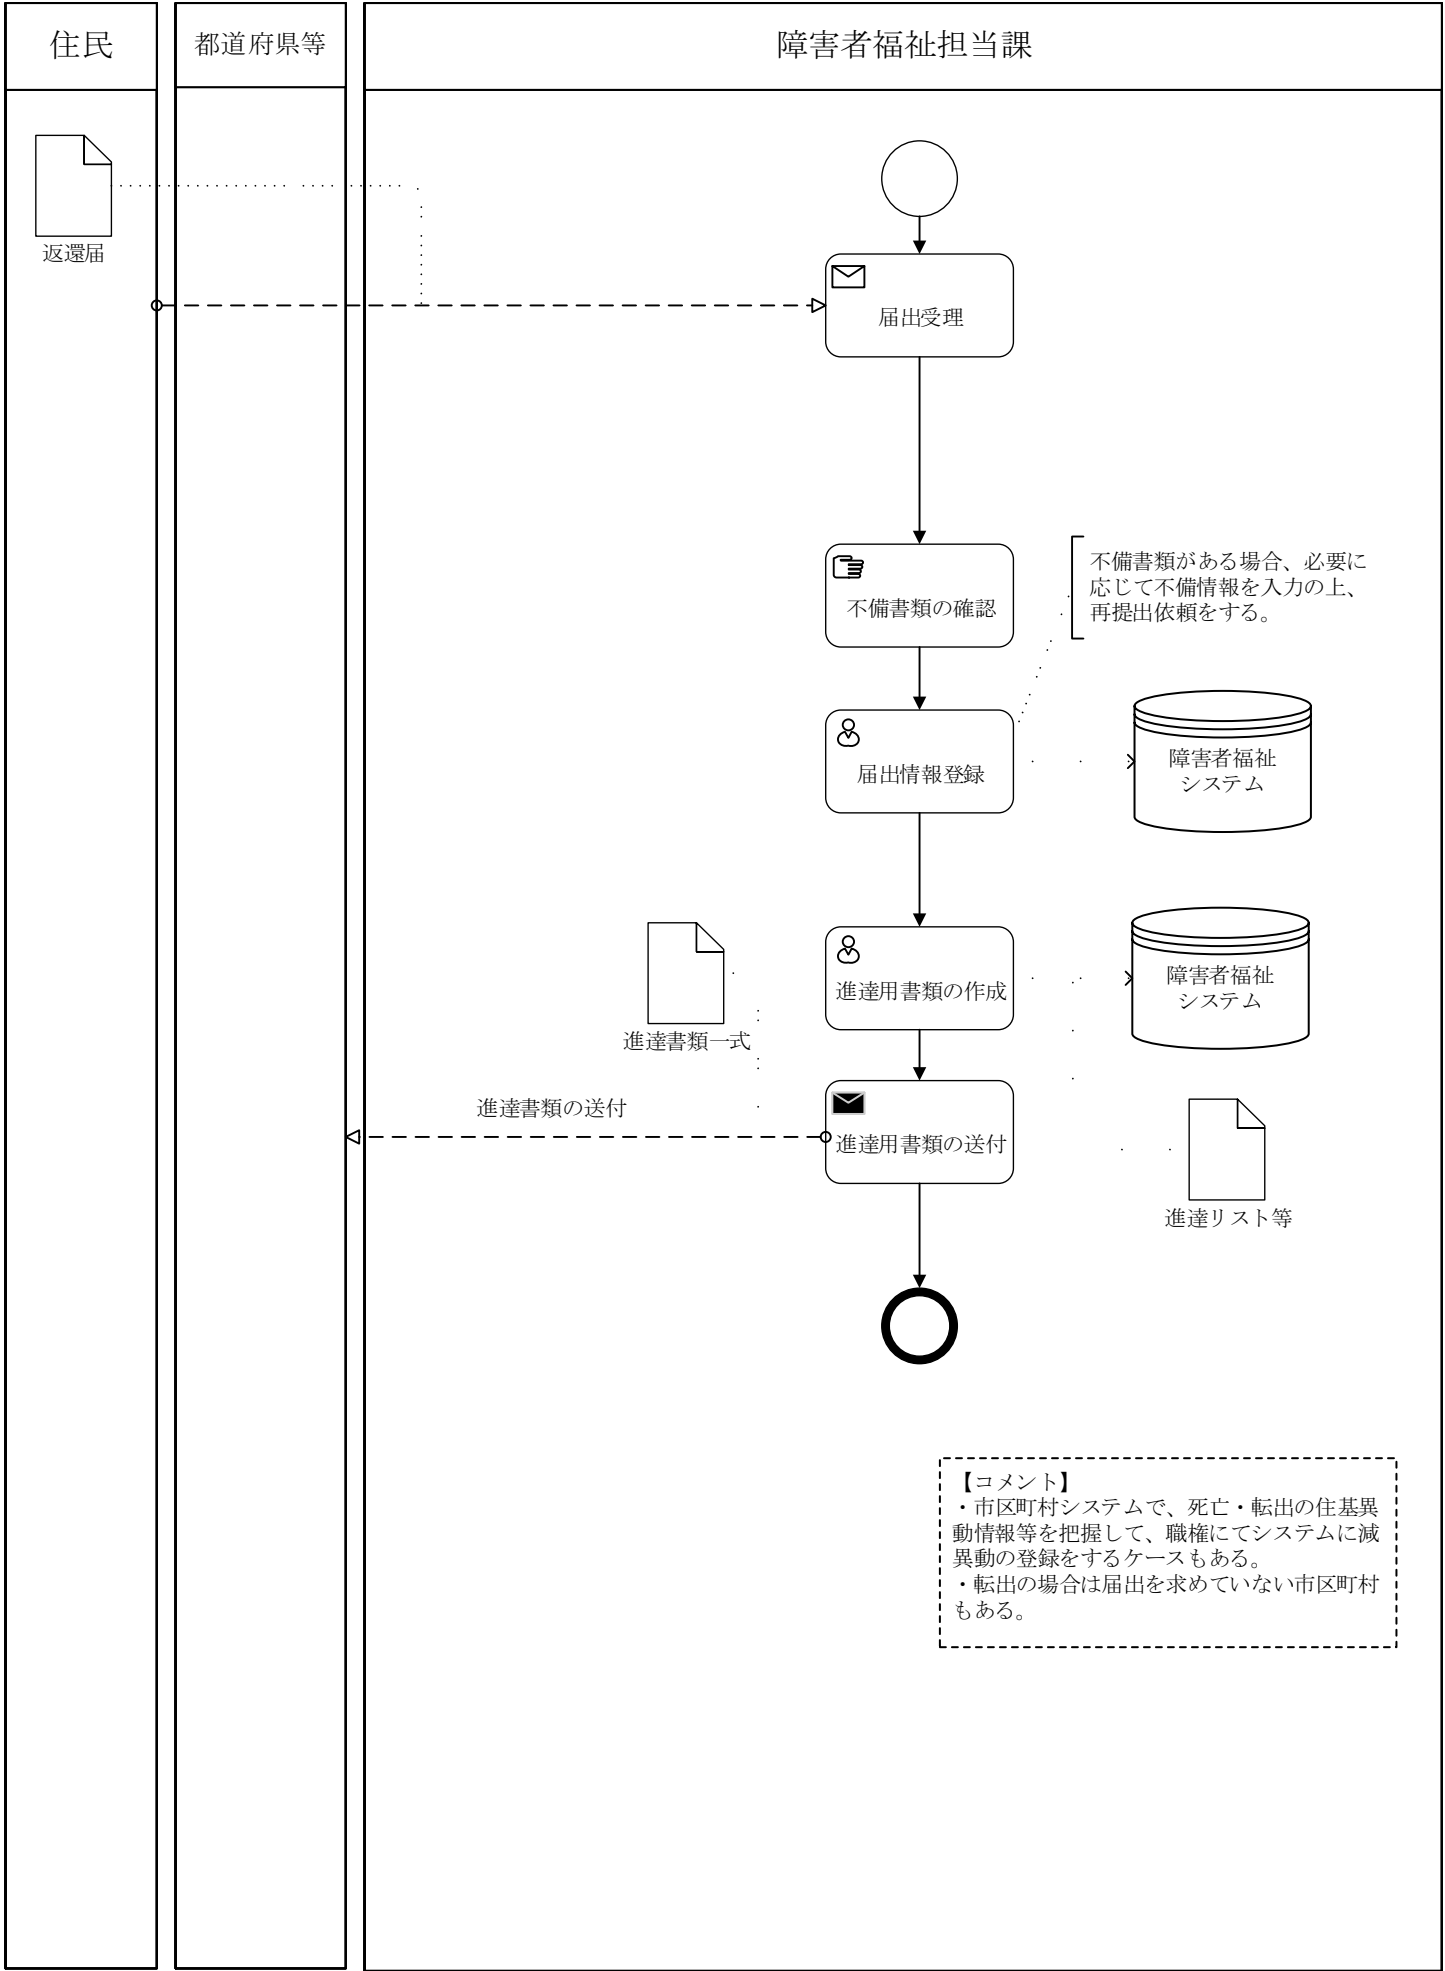 住民
都道府県等
障害者福祉担当課
返還届
届出受理
不備書類の確認
不備書類がある場合、必要に
応じて不備情報を入力の上、
再提出依頼をする。
届出情報登録
障害者福祉
システム
進達書類一式
進達用書類の作成
障害者福祉
システム
進達書類の送付
進達用書類の送付
進達リスト等
【コメント】
・市区町村システムで、死亡・転出の住基異
動情報等を把握して、職権にてシステムに減
異動の登録をするケースもある。
・転出の場合は届出を求めていない市区町村
もある。